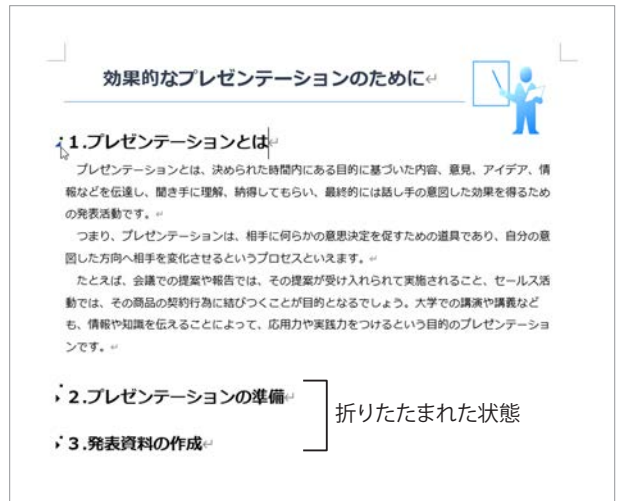 効果的なプレゼンテーションのために↵
1.プレゼンテーションとは↵
プレゼンテーションとは、決められた時間内にある目的に基づいた内容、意見、アイデア、情
報などを伝達し、聞き手に理解、納得してもらい、最終的には話し手の意図した効果を得るため
の発表活動です。↵
つまり、プレゼンテーションは、相手に何らかの意思決定を促すための道具であり、自分の意
図した方向へ相手を変化させるというプロセスといえます。↵
たとえば、会議での提案や報告では、その提案が受け入れられて実施されること、セールス活
動では、その商品の契約行為に結びつくことが目的となるでしょう。大学での講演や講義など
も、情報や知識を伝えることによって、応用力や実践力をつけるという目的のプレゼンテーショ
ンです。↵
2.プレゼンテーションの準備↵
折りたたまれた状態
3.発表資料の作成↵